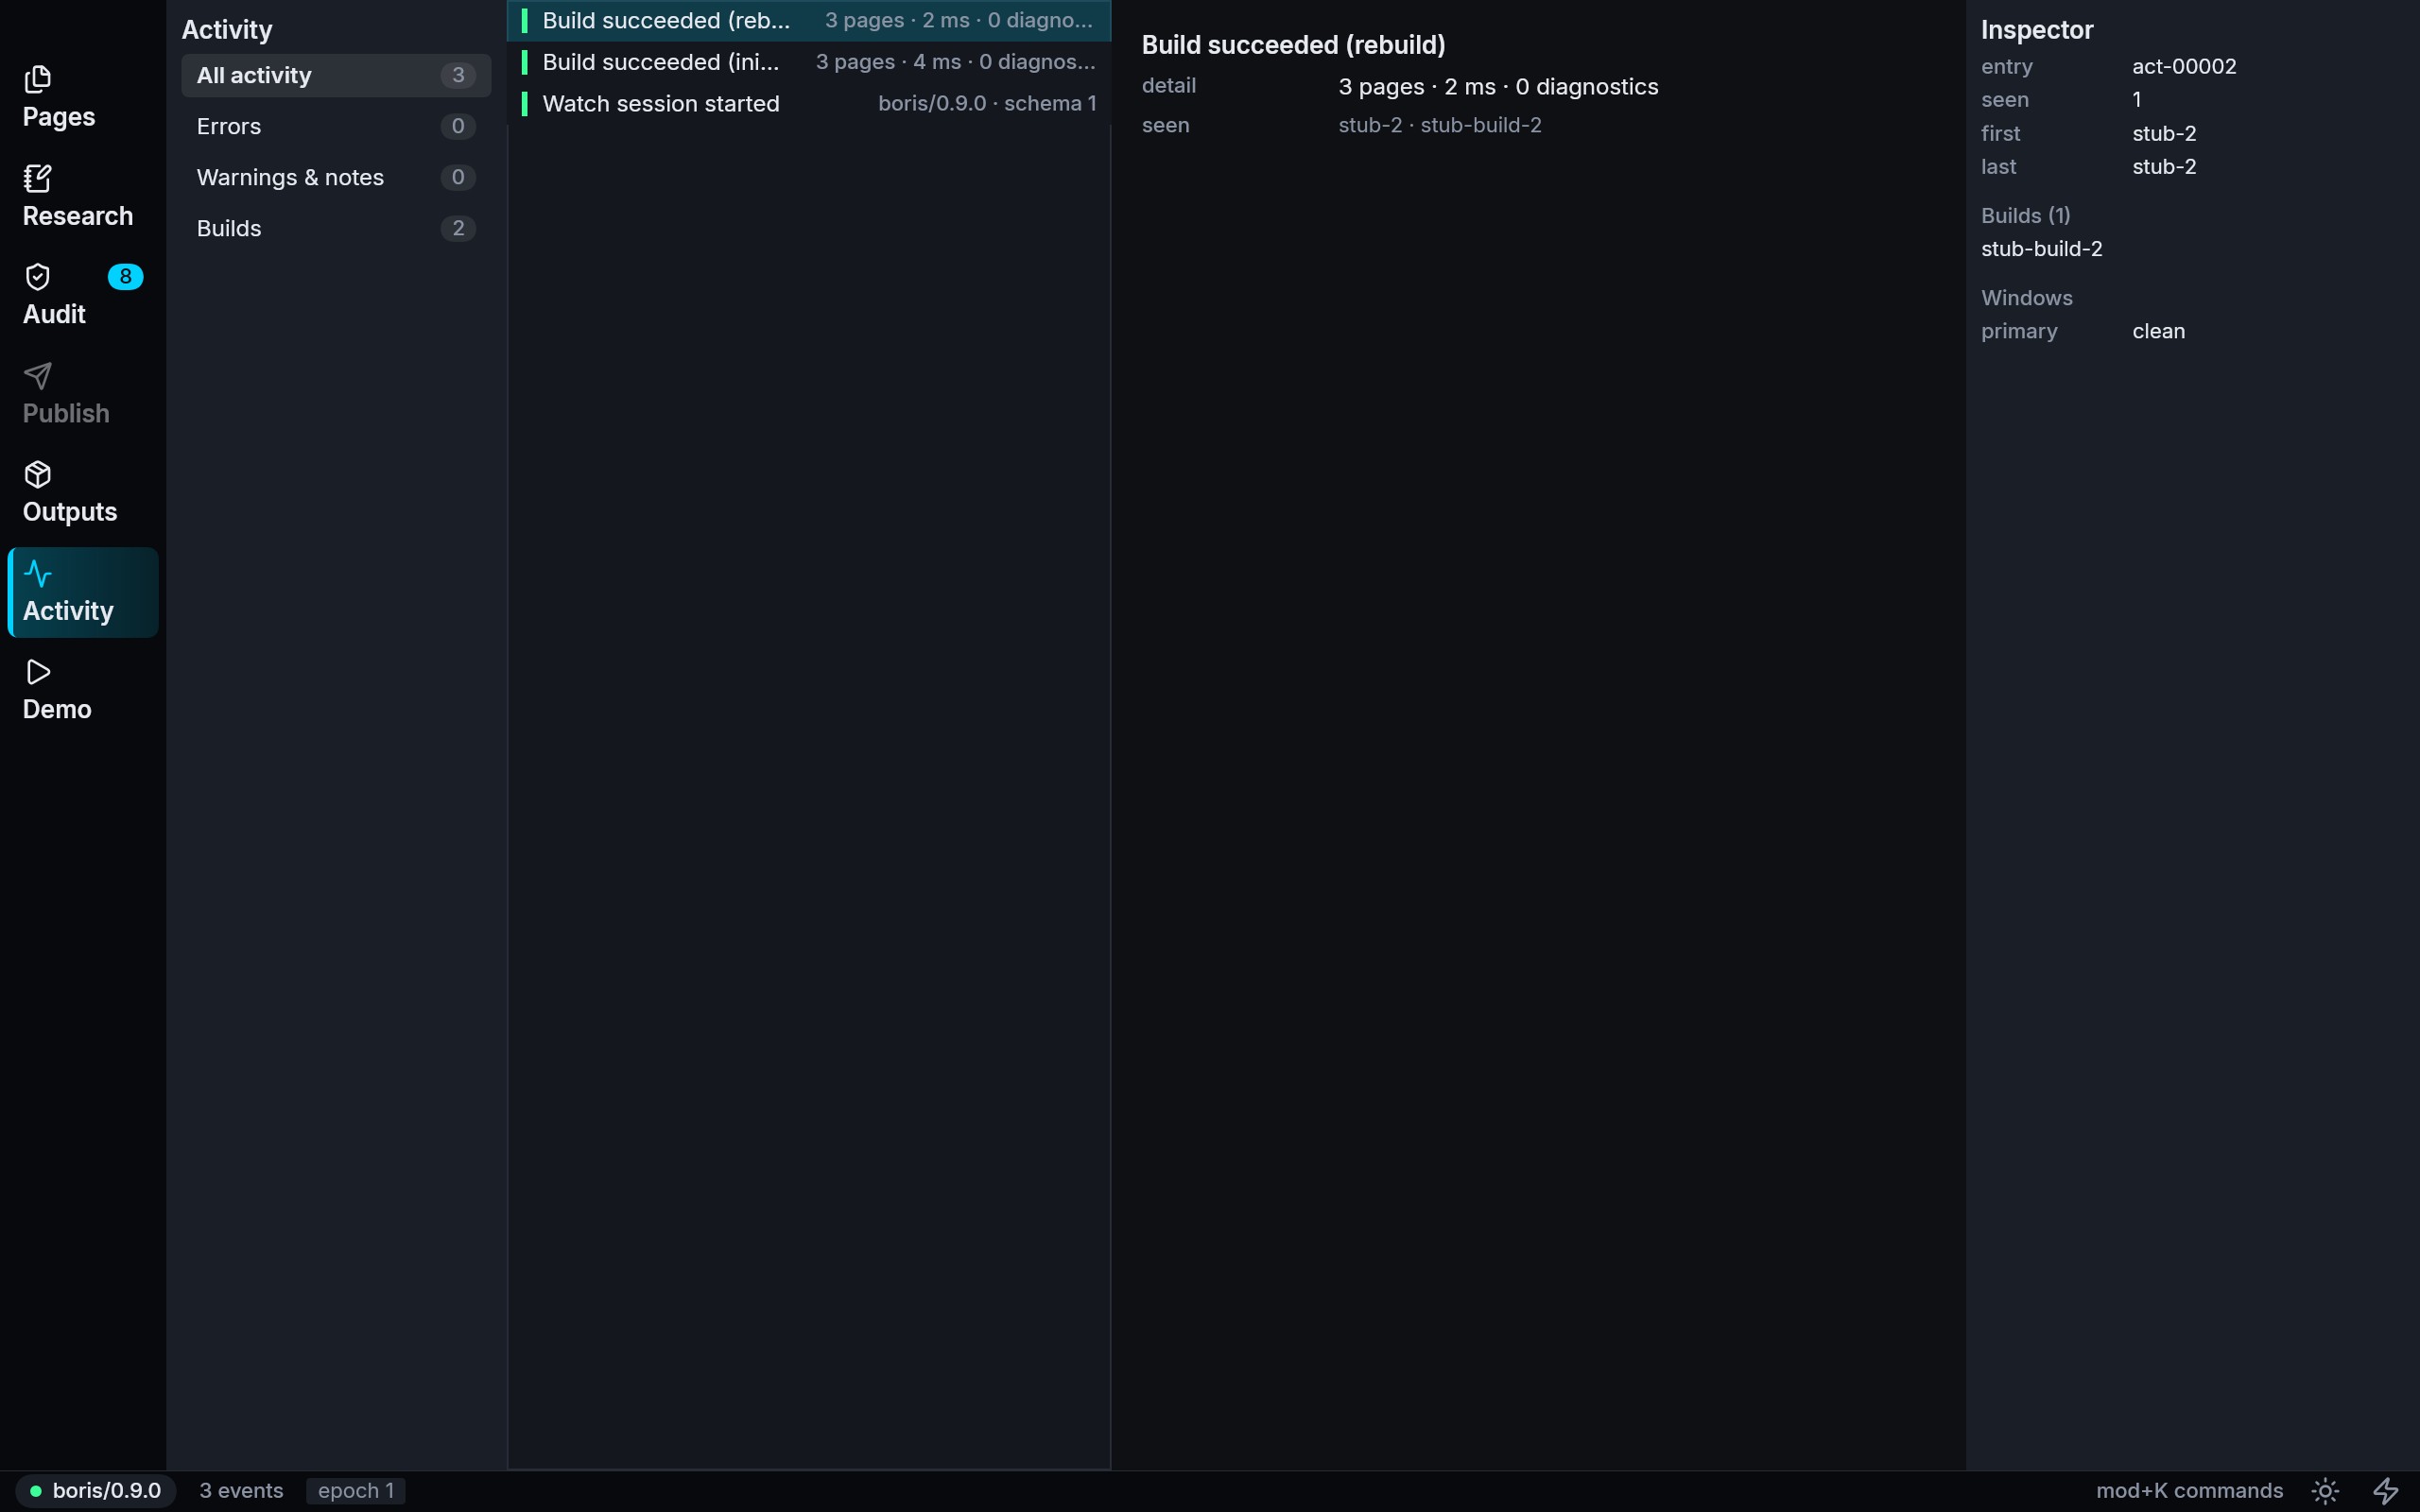 Pages
Research
8
Audit
Publish
Outputs
Activity
Demo
Activity
All activity 3
Errors 0
Warnings & notes 0
Builds 2
Build succeeded (reb... 3 pages · 2 ms · 0 diagno...
Build succeeded (ini... 3 pages · 4 ms · 0 diagnos...
Watch session started boris/0.9.0 · schema 1
Build succeeded (rebuild)
detail 3 pages · 2 ms · 0 diagnostics
seen stub-2 · stub-build-2
Inspector
entry act-00002
seen 1
first stub-2
last stub-2
Builds (1)
stub-build-2
Windows
primary clean
boris/0.9.0 3 events epoch 1 mod+K commands